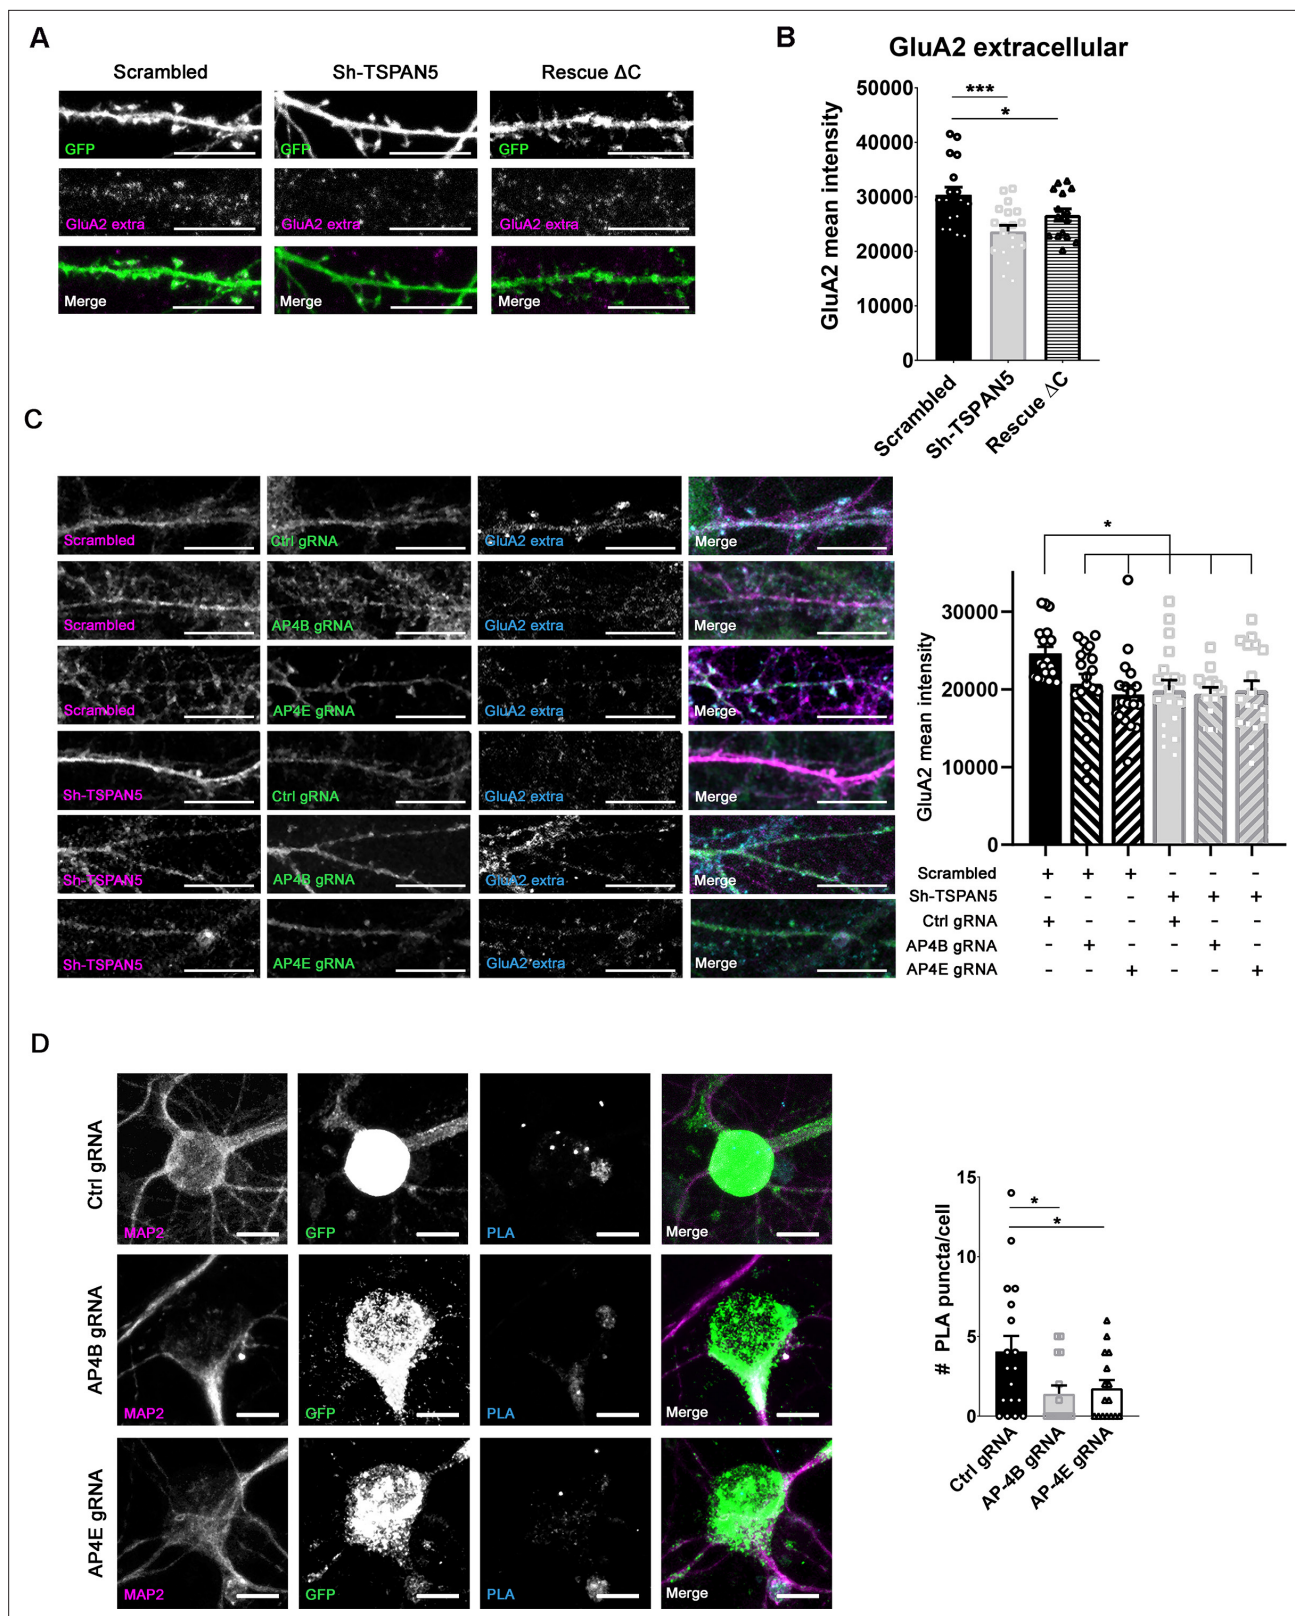 A
Scrambled Sh-TSPAN5 Rescue ΔC
GFP GFP GFP
GluA2 extra GluA2 extra GluA2 extra
Merge Merge Merge
B
GluA2 extracellular
GluA2 mean intensity
50000
40000
30000
20000
10000
0
***
*
Scrambled
Sh-TSPAN5
Rescue ΔC
C
Scrambled Ctrl gRNA GluA2 extra Merge
Scrambled AP4B gRNA GluA2 extra Merge
Scrambled AP4E gRNA GluA2 extra Merge
Sh-TSPAN5 Ctrl gRNA GluA2 extra Merge
Sh-TSPAN5 AP4B gRNA GluA2 extra Merge
Sh-TSPAN5 AP4E gRNA GluA2 extra Merge
*
GluA2 mean intensity
30000
20000
10000
0
Scrambled + + + - - -
Sh-TSPAN5 - - - + + +
Ctrl gRNA + - - + - -
AP4B gRNA - + - - + -
AP4E gRNA - - + - - +
D
Ctrl gRNA
MAP2 GFP PLA Merge
AP4B gRNA
MAP2 GFP PLA Merge
AP4E gRNA
MAP2 GFP PLA Merge
# PLA puncta/cell
15
10
5
0
*
*
Ctrl gRNA
AP-4B gRNA
AP-4E gRNA